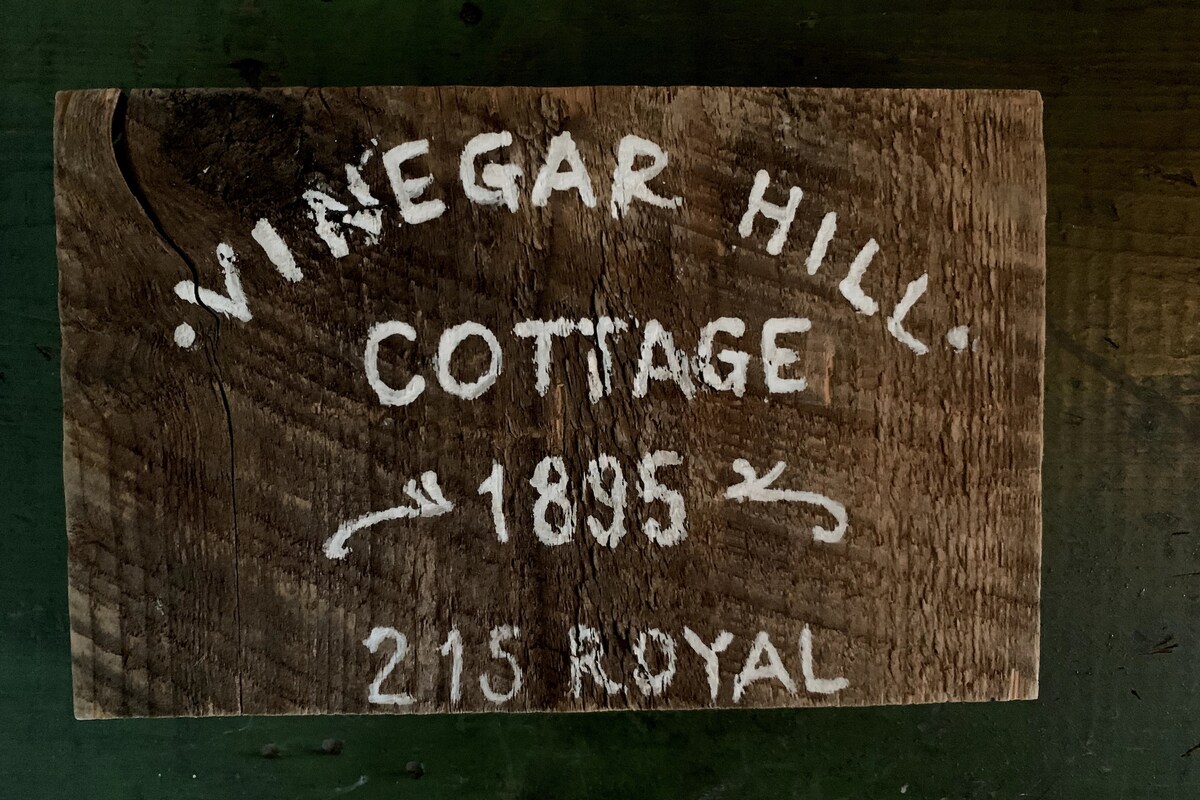 VINEGAR HILL
COTTAGE
1895
215 ROYAL